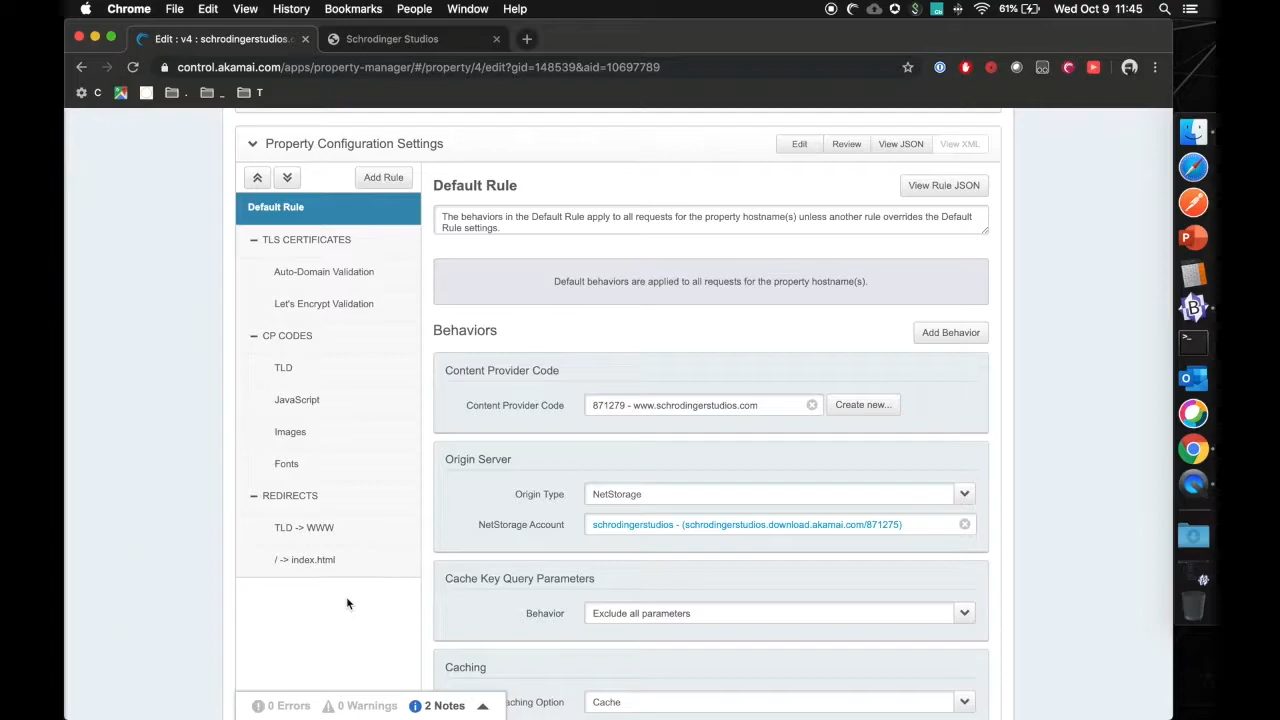 Chrome File Edit View History Bookmarks People Window Help 61% Wed Oct 9 11:45
Edit : v4 : schrodingerstudios.c
Schrodinger Studios
control.akamai.com/apps/property-manager/#/property/4/edit?gid=148539&aid=10697789
C . _ T
Property Configuration Settings
Edit Review View JSON View XML
Add Rule
Default Rule
TLS CERTIFICATES
Auto-Domain Validation
Let's Encrypt Validation
CP CODES
TLD
JavaScript
Images
Fonts
REDIRECTS
TLD -> WWW
/ -> index.html
Default Rule
View Rule JSON
The behaviors in the Default Rule apply to all requests for the property hostname(s) unless another rule overrides the Default
Rule settings.
Default behaviors are applied to all requests for the property hostname(s).
Behaviors
Add Behavior
Content Provider Code
Content Provider Code 871279 - www.schrodingerstudios.com Create new...
Origin Server
Origin Type NetStorage
NetStorage Account schrodingerstudios - (schrodingerstudios.download.akamai.com/871275)
Cache Key Query Parameters
Behavior Exclude all parameters
Caching
aching Option Cache
0 Errors 0 Warnings 2 Notes